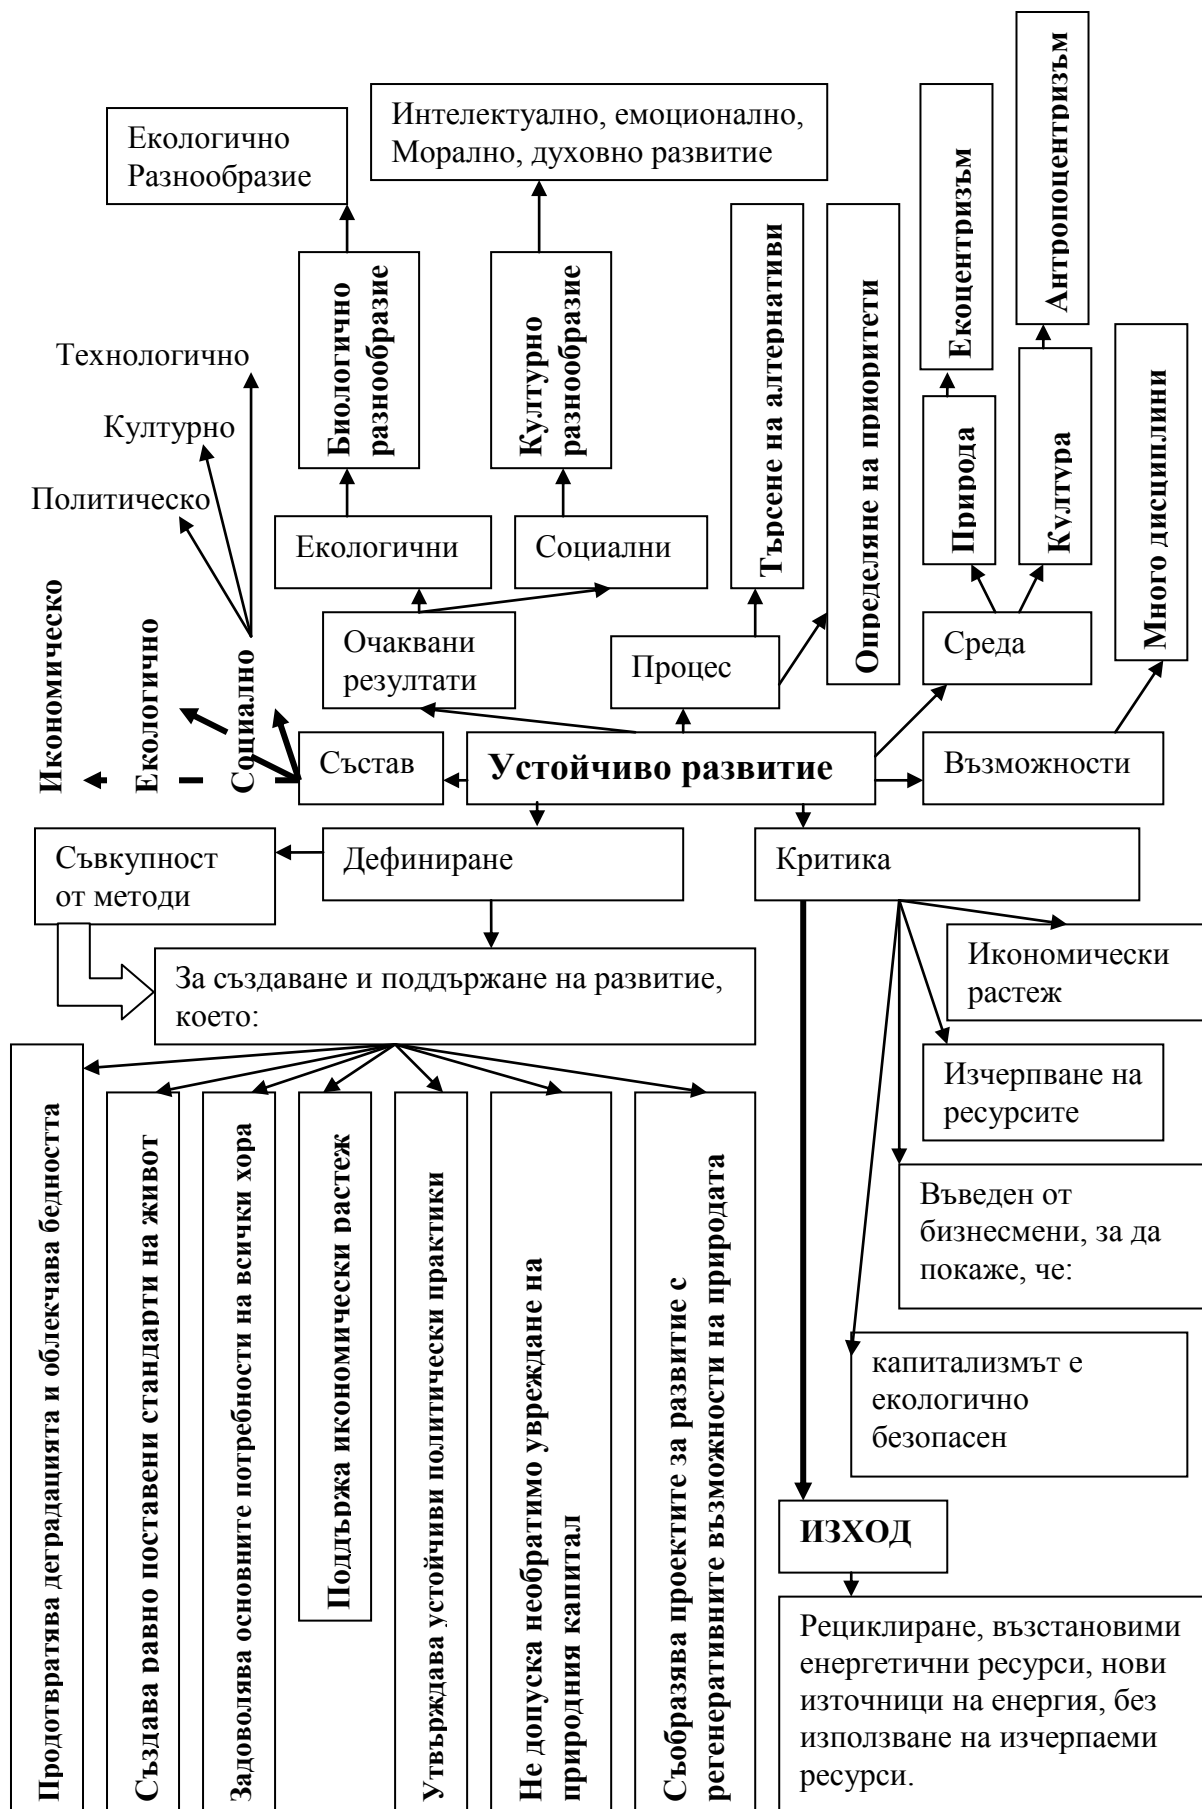 Антропоцентризъм
Екологично
Разнообразие
Интелектуално, емоционално,
Морално, духовно развитие
Екоцентризъм
Биологично
разнообразие
Културно
разнообразие
Търсене на алтернативи
Определяне на приоритети
Природа
Култура
Много дисциплини
Технологично
Културно
Политическо
Екологични
Социални
Икономическо
Екологично
Социално
Очаквани
резултати
Процес
Среда
Състав
Устойчиво развитие
Възможности
Съвкупност
от методи
Дефиниране
Критика
За създаване и поддържане на развитие,
което:
Икономически
растеж
Изчерпване на
ресурсите
Въведен от
бизнесмени, за да
покаже, че:
капитализмът е
екологично
безопасен
Продотвратява деградацията и облекчава бедността
Създава равно поставени стандарти на живот
Задоволява основните потребности на всички хора
Поддържа икономически растеж
Утвърждава устойчиви политически практики
Не допуска необратимо увреждане на
природния капитал
Съобразява проектите за развитие с
регенеративните възможности на природата
ИЗХОД
Рециклиране, възстановими
енергетични ресурси, нови
източници на енергия, без
използване на изчерпаеми
ресурси.